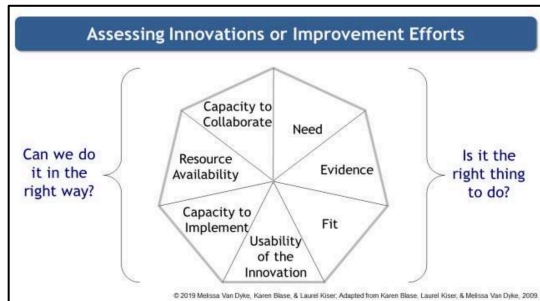 Assessing Innovations or Improvement Efforts
Can we do
it in the
right way?
Capacity to
Collaborate
Need
Resource
Availability
Evidence
Capacity to
Implement
Fit
Usability
of the
Innovation
Is it the
right thing
to do?
© 2019 Melissa Van Dyke, Karen Blase, & Laurel Kiser; Adapted from Karen Blase, Laurel Kiser, & Melissa Van Dyke, 2009.